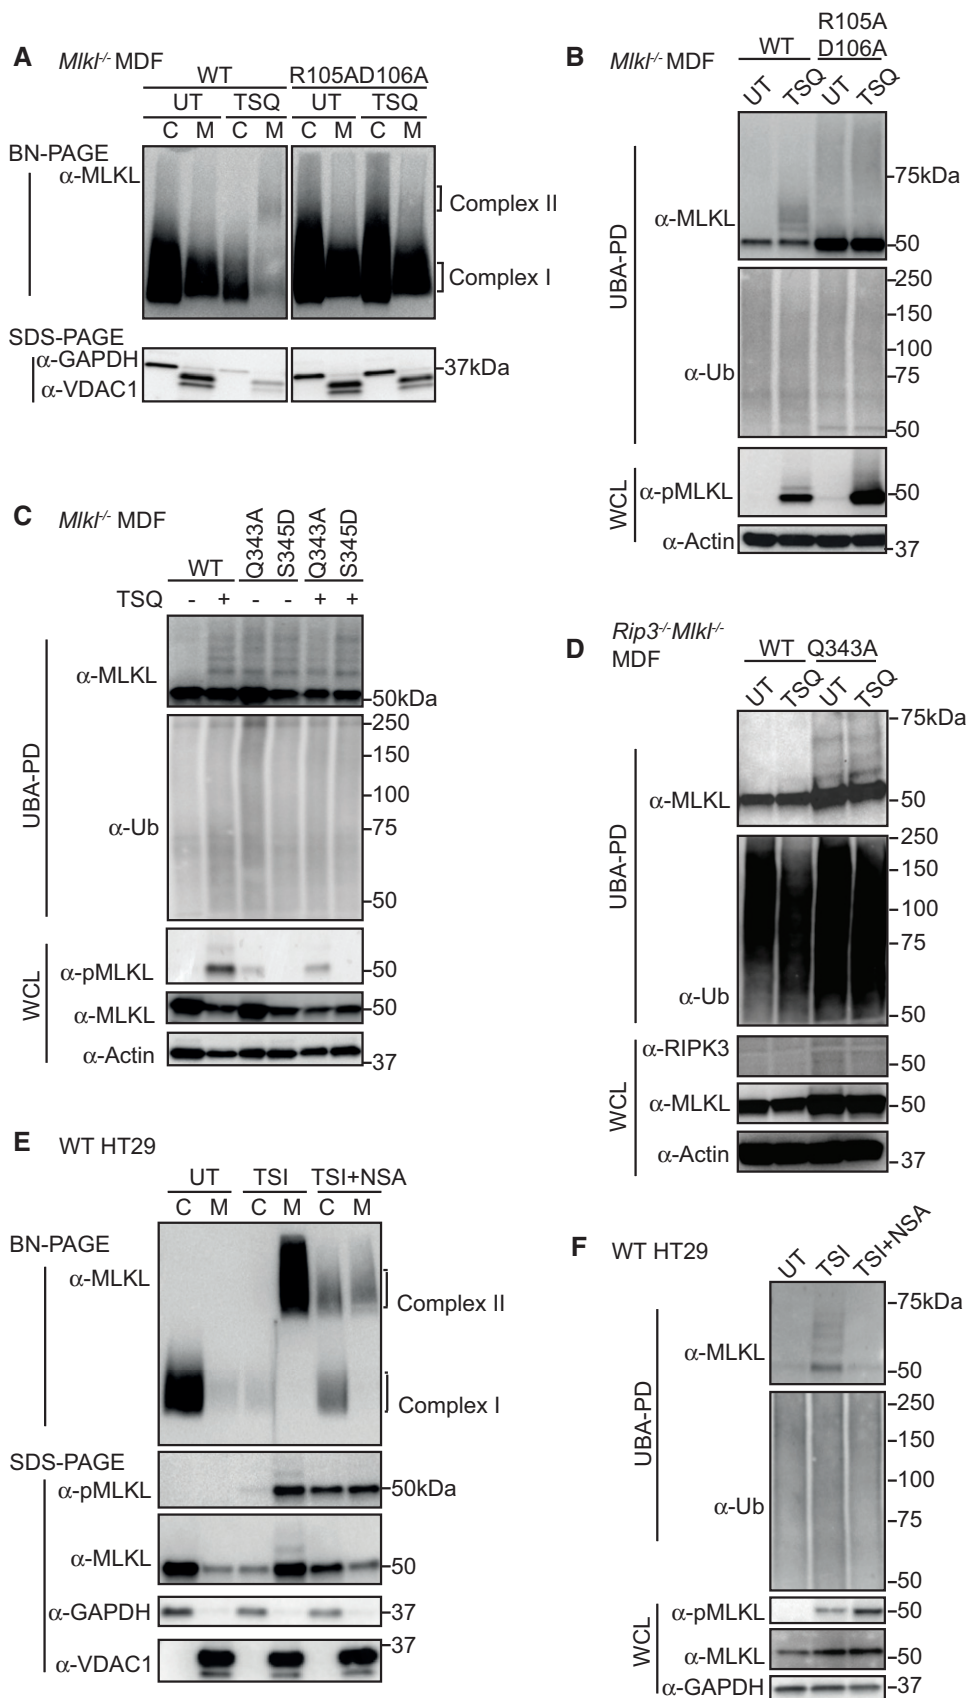 A
Mlkl-/- MDF
WT R105AD106A
UT TSQ UT TSQ
C M C M C M C M
BN-PAGE
α-MLKL
Complex II
Complex I
SDS-PAGE
α-GAPDH
α-VDAC1
-37kDa
B
Mlkl-/- MDF
WT
R105A
D106A
UT TSQ UT TSQ
UBA-PD
α-MLKL
-75kDa
-50
α-Ub
-250
-150
-100
-75
-50
WCL
α-pMLKL
-50
α-Actin
-37
C
Mlkl-/- MDF
WT Q343A S345D Q343A S345D
TSQ - + - - + +
UBA-PD
α-MLKL
-50kDa
α-Ub
-250
-150
-100
-75
-50
WCL
α-pMLKL
-50
α-MLKL
-50
α-Actin
-37
D
Rip3-/-Mlkl-/-
MDF
WT Q343A
UT TSQ UT TSQ
UBA-PD
α-MLKL
-75kDa
-50
α-Ub
-250
-150
-100
-75
-50
WCL
α-RIPK3
-50
α-MLKL
-50
α-Actin
-37
E
WT HT29
UT TSI TSI+NSA
C M C M C M
BN-PAGE
α-MLKL
Complex II
Complex I
SDS-PAGE
α-pMLKL
-50kDa
α-MLKL
-50
α-GAPDH
-37
α-VDAC1
-37
F
WT HT29
UT TSI TSI+NSA
UBA-PD
α-MLKL
-75kDa
-50
α-Ub
-250
-150
-100
-75
-50
WCL
α-pMLKL
-50
α-MLKL
-50
α-GAPDH
-37